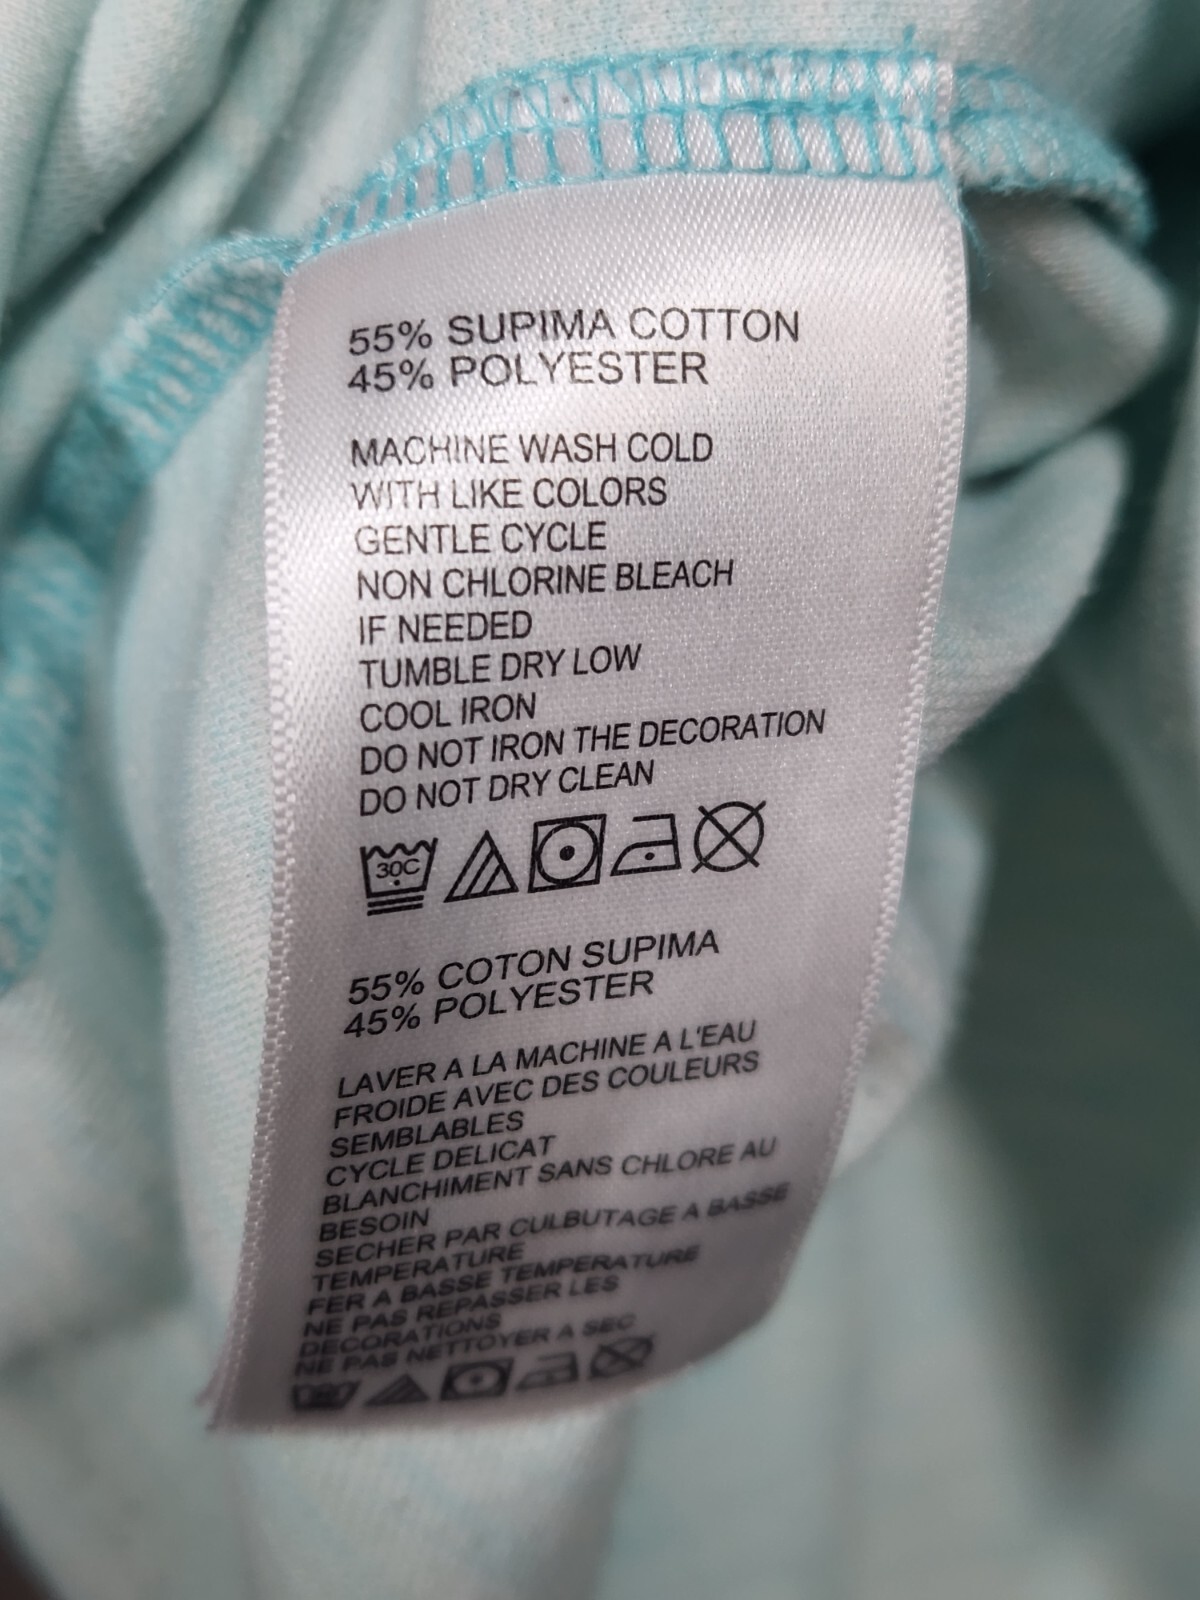 55% SUPIMA COTTON
45% POLYESTER
MACHINE WASH COLD
WITH LIKE COLORS
GENTLE CYCLE
NON CHLORINE BLEACH
IF NEEDED
TUMBLE DRY LOW
COOL IRON
DO NOT IRON THE DECORATION
DO NOT DRY CLEAN
30C
55% COTON SUPIMA
45% POLYESTER
LAVER A LA MACHINE A L'EAU
FROIDE AVEC DES COULEURS
SEMBLABLES
CYCLE DELICAT
BLANCHIMENT SANS CHLORE AU
BESOIN
SECHER PAR CULBUTAGE A BASSE
TEMPERATURE
FER A BASSE TEMPERATURE
NE PAS REPASSER LES
DECORATIONS
NE PAS NETTOYER A SEC